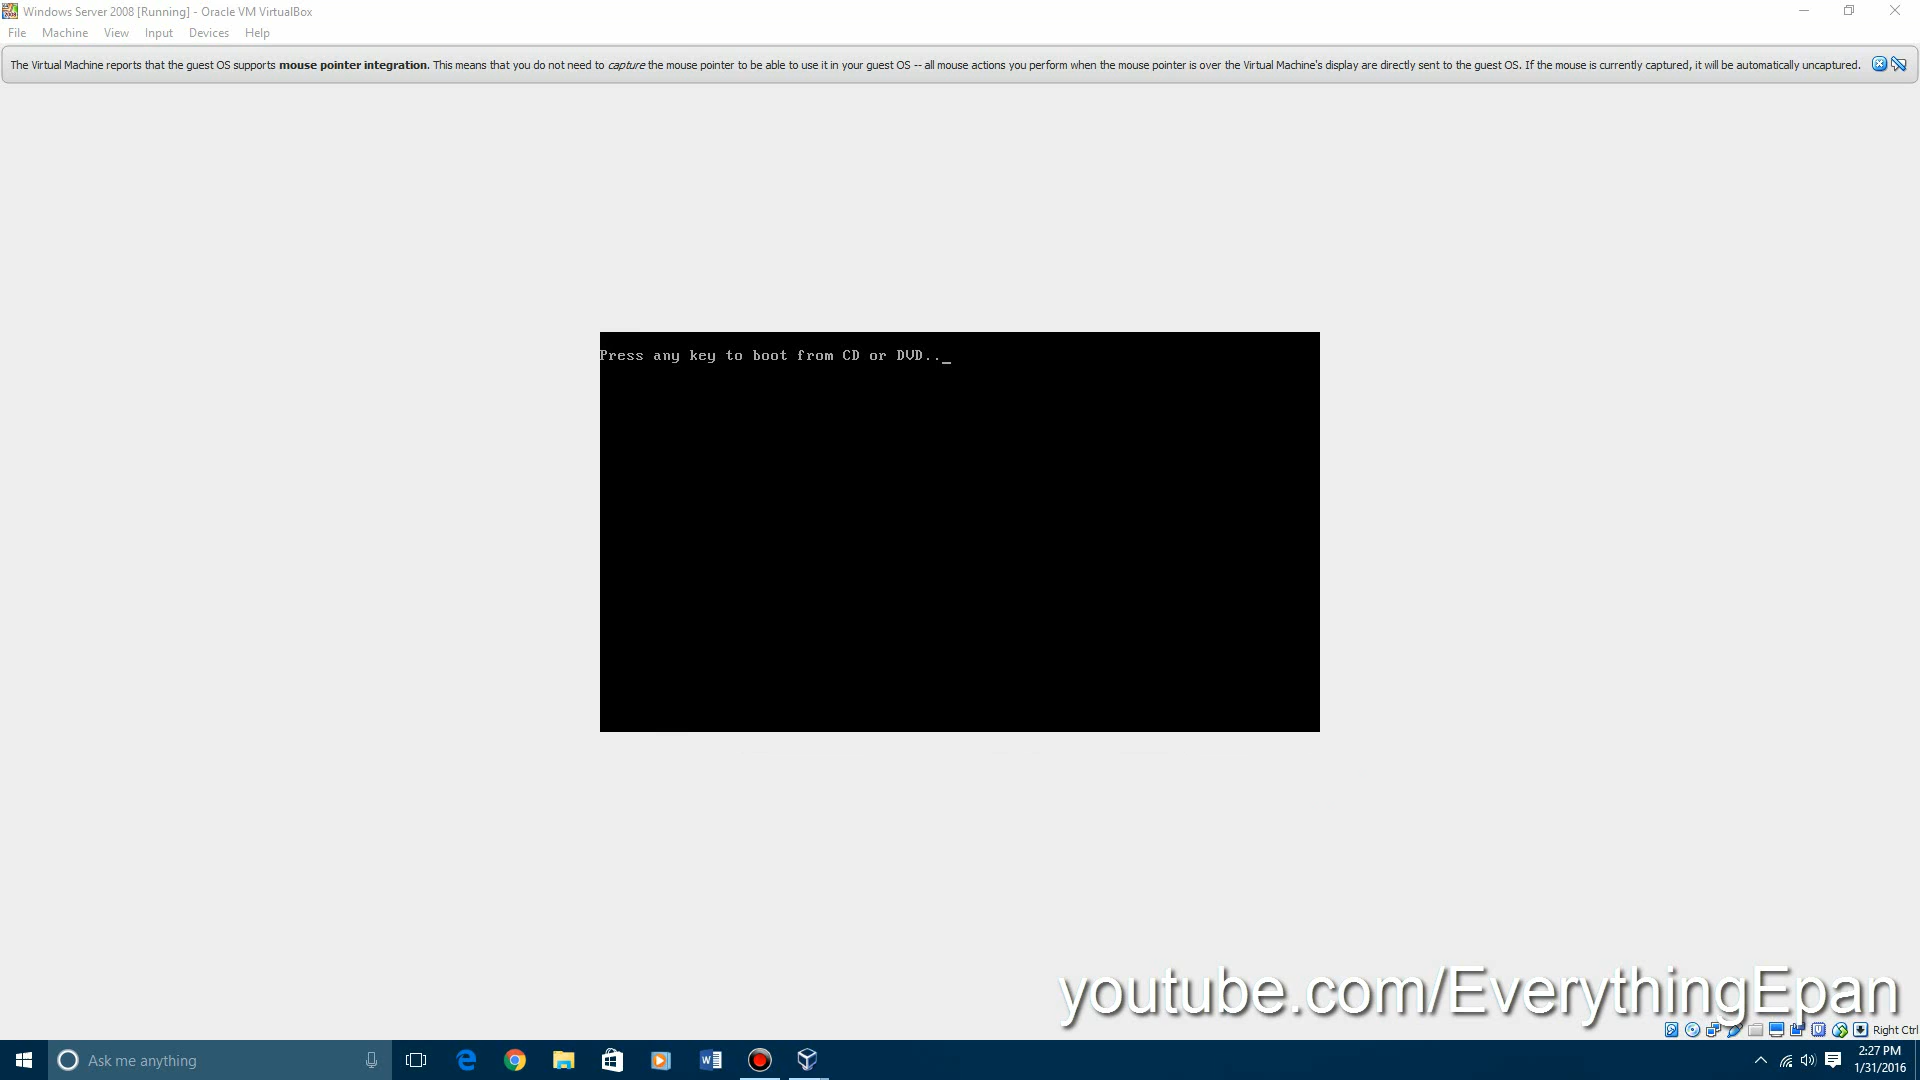 Windows Server 2008 [Running] - Oracle VM VirtualBox
File Machine View Input Devices Help
The Virtual Machine reports that the guest OS supports mouse pointer integration. This means that you do not need to capture the mouse pointer to be able to use it in your guest OS -- all mouse actions you perform when the mouse pointer is over the Virtual Machine's display are directly sent to the guest OS. If the mouse is currently captured, it will be automatically uncaptured.
Press any key to boot from CD or DVD.._
youtube.com/EverythingEpan
Right Ctrl
Ask me anything
2:27 PM
1/31/2016